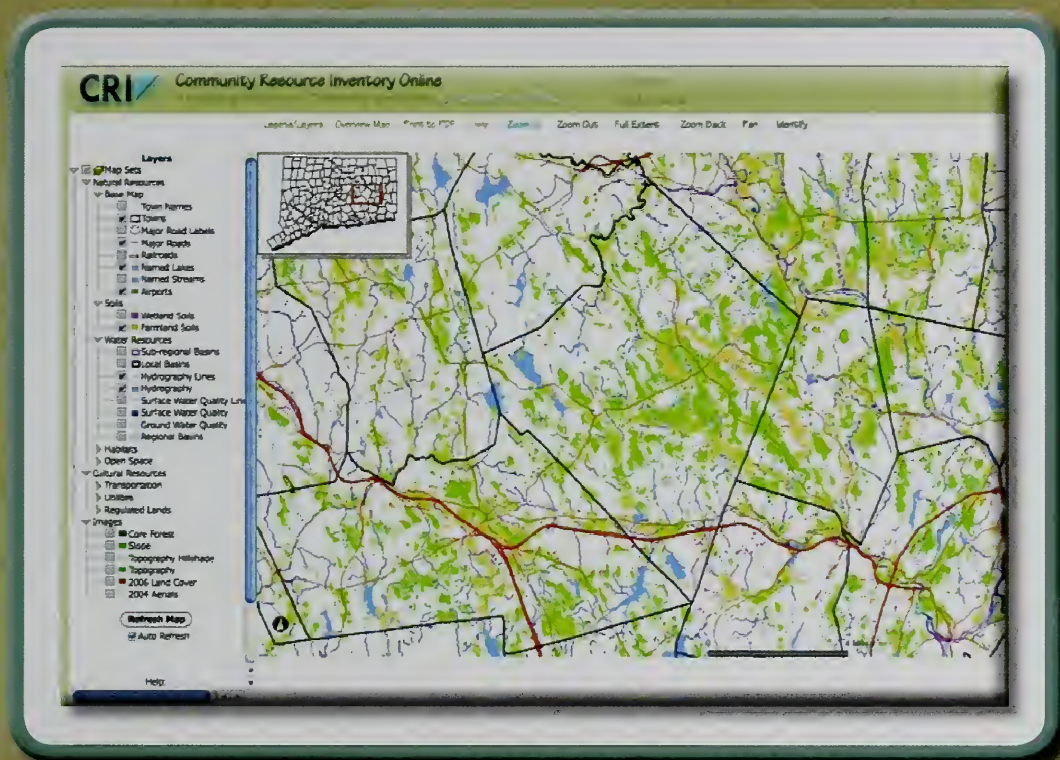 CRI Community Resource Inventory Online
Legend/Layers Overview Map Print to PDF Zoom In Zoom Out Full Extent Zoom Back Pan Identify
Layers
Map Sets
Natural Resources
Base Map
Town Names
Towns
Major Road Labels
Major Roads
Railroads
Named Lakes
Named Streams
Airports
Soils
Wetland Soils
Farmland Soils
Water Resources
Sub-regional Basins
Local Basins
Hydrography Lines
Hydrography
Surface Water Quality Line
Surface Water Quality
Ground Water Quality
Regional Basins
Habitats
Open Space
Cultural Resources
Transportation
Utilities
Regulated Lands
Images
Core Forest
Slope
Topography Hillshade
Topography
2006 Land Cover
2004 Aerials
Refresh Map
Auto Refresh
Help: